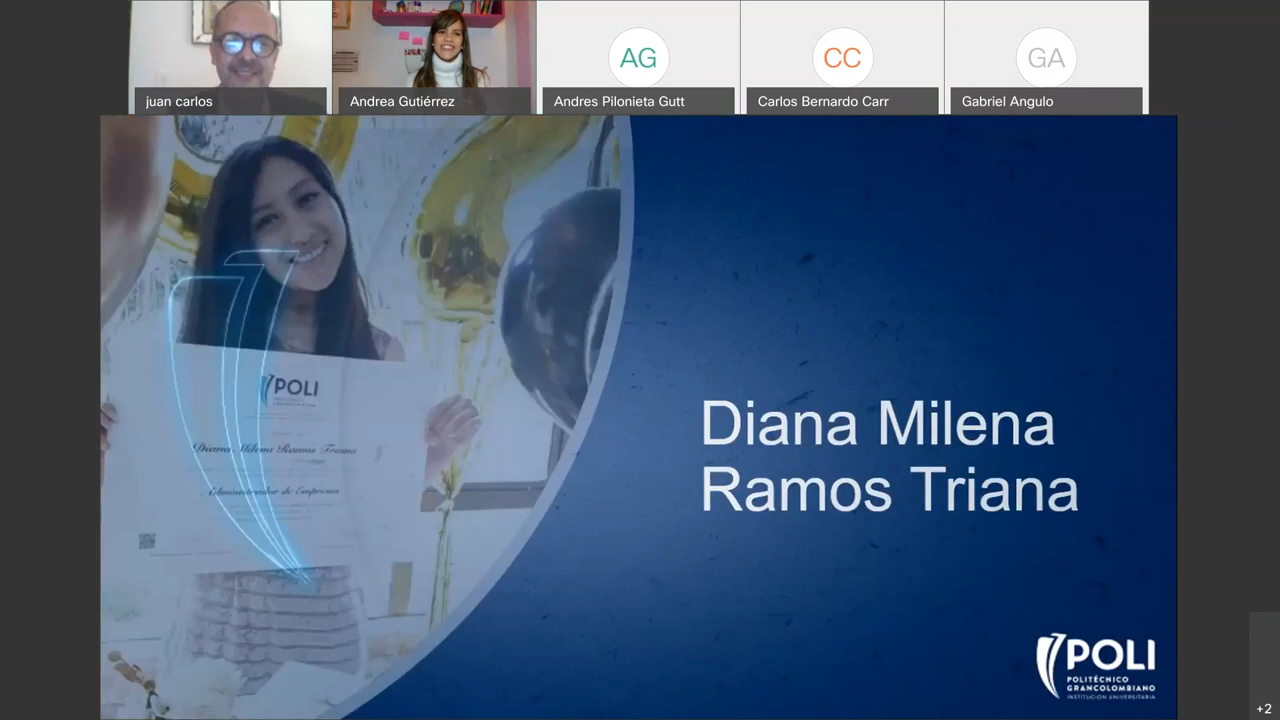 juan carlos
Andrea Gutiérrez
AG
Andres Pilonieta Gutt
CC
Carlos Bernardo Carr
GA
Gabriel Angulo
POLI
Diana Milena Ramos Triana
Administrador de Empresas
Diana Milena
Ramos Triana
POLI
POLITÉCNICO
GRANCOLOMBIANO
INSTITUCIÓN UNIVERSITARIA
+2